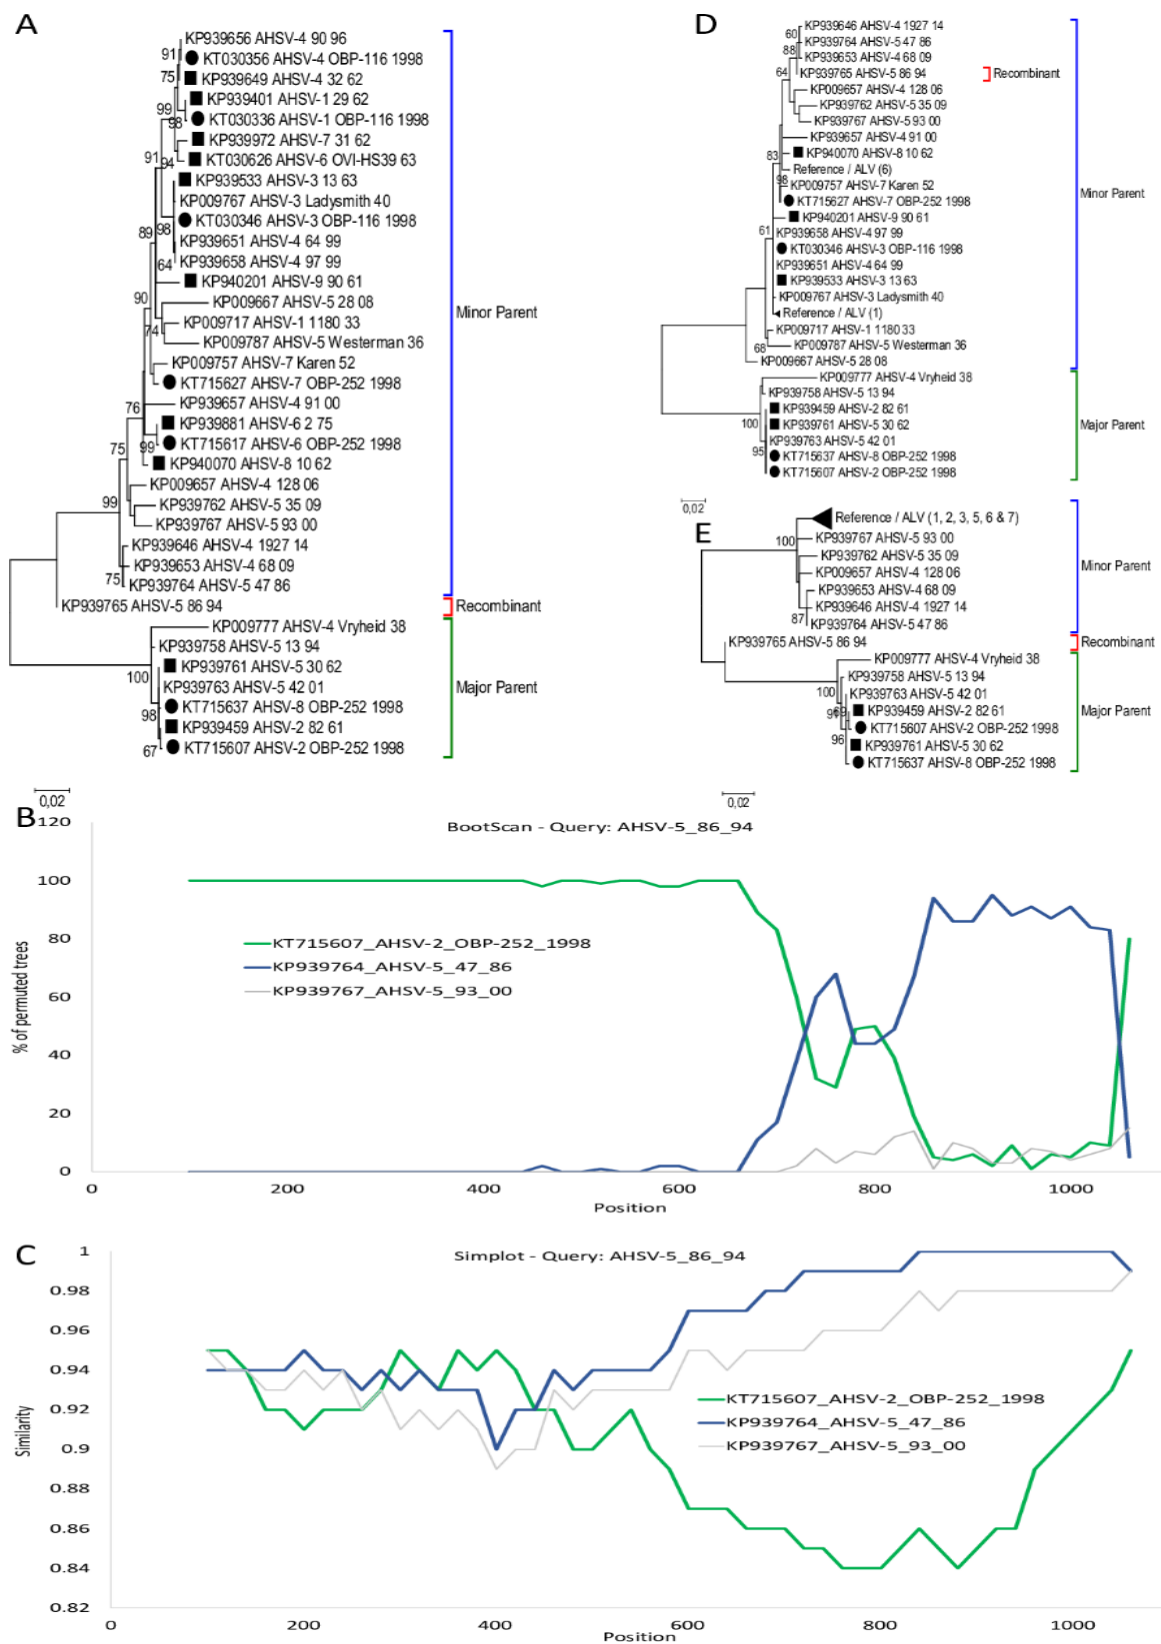 A
KP939656 AHSV-4 90 96
KT030356 AHSV-4 OBP-116 1998
KP939649 AHSV-4 32 62
KP939401 AHSV-1 29 62
KT030336 AHSV-1 OBP-116 1998
KP939972 AHSV-7 31 62
KT030626 AHSV-6 OVI-HS39 63
KP939533 AHSV-3 13 63
KP009767 AHSV-3 Ladysmith 40
KT030346 AHSV-3 OBP-116 1998
KP939651 AHSV-4 64 99
KP939658 AHSV-4 97 99
KP940201 AHSV-9 90 61
KP009667 AHSV-5 28 08
KP009717 AHSV-1 1180 33
KP009787 AHSV-5 Westerman 36
KP009757 AHSV-7 Karen 52
KT715627 AHSV-7 OBP-252 1998
KP939657 AHSV-4 91 00
KP939881 AHSV-6 2 75
KT715617 AHSV-6 OBP-252 1998
KP940070 AHSV-8 10 62
KP009657 AHSV-4 128 06
KP939762 AHSV-5 35 09
KP939767 AHSV-5 93 00
KP939646 AHSV-4 1927 14
KP939653 AHSV-4 68 09
KP939764 AHSV-5 47 86
KP939765 AHSV-5 86 94
KP009777 AHSV-4 Vryheid 38
KP939758 AHSV-5 13 94
KP939761 AHSV-5 30 62
KP939763 AHSV-5 42 01
KT715637 AHSV-8 OBP-252 1998
KP939459 AHSV-2 82 61
KT715607 AHSV-2 OBP-252 1998
91
75
99
98
91
94
89
98
64
90
74
76
99
75
99
75
100
98
67
Minor Parent
Recombinant
Major Parent
0,02
D
KP939646 AHSV-4 1927 14
KP939764 AHSV-5 47 86
KP939653 AHSV-4 68 09
KP939765 AHSV-5 86 94
KP009657 AHSV-4 128 06
KP939762 AHSV-5 35 09
KP939767 AHSV-5 93 00
KP939657 AHSV-4 91 00
KP940070 AHSV-8 10 62
Reference / ALV (6)
KP009757 AHSV-7 Karen 52
KT715627 AHSV-7 OBP-252 1998
KP940201 AHSV-9 90 61
KP939658 AHSV-4 97 99
KT030346 AHSV-3 OBP-116 1998
KP939651 AHSV-4 64 99
KP939533 AHSV-3 13 63
KP009767 AHSV-3 Ladysmith 40
Reference / ALV (1)
KP009717 AHSV-1 1180 33
KP009787 AHSV-5 Westerman 36
KP009667 AHSV-5 28 08
KP009777 AHSV-4 Vryheid 38
KP939758 AHSV-5 13 94
KP939459 AHSV-2 82 61
KP939761 AHSV-5 30 62
KP939763 AHSV-5 42 01
KT715637 AHSV-8 OBP-252 1998
KT715607 AHSV-2 OBP-252 1998
60
88
64
83
98
61
68
100
95
Recombinant
Minor Parent
Major Parent
0,02
E
Reference / ALV (1, 2, 3, 5, 6 & 7)
KP939767 AHSV-5 93 00
KP939762 AHSV-5 35 09
KP009657 AHSV-4 128 06
KP939653 AHSV-4 68 09
KP939646 AHSV-4 1927 14
KP939764 AHSV-5 47 86
KP939765 AHSV-5 86 94
KP009777 AHSV-4 Vryheid 38
KP939758 AHSV-5 13 94
KP939763 AHSV-5 42 01
KP939459 AHSV-2 82 61
KT715607 AHSV-2 OBP-252 1998
KP939761 AHSV-5 30 62
KT715637 AHSV-8 OBP-252 1998
100
87
100
96
Minor Parent
Recombinant
Major Parent
0,02
B
BootScan - Query: AHSV-5_86_94
120
100
80
60
40
20
0
% of permuted trees
KT715607_AHSV-2_OBP-252_1998
KP939764_AHSV-5_47_86
KP939767_AHSV-5_93_00
0 200 400 600 800 1000
Position
C
Simplot - Query: AHSV-5_86_94
1
0.98
0.96
0.94
0.92
0.9
0.88
0.86
0.84
0.82
Similarity
KT715607_AHSV-2_OBP-252_1998
KP939764_AHSV-5_47_86
KP939767_AHSV-5_93_00
0 200 400 600 800 1000
Position